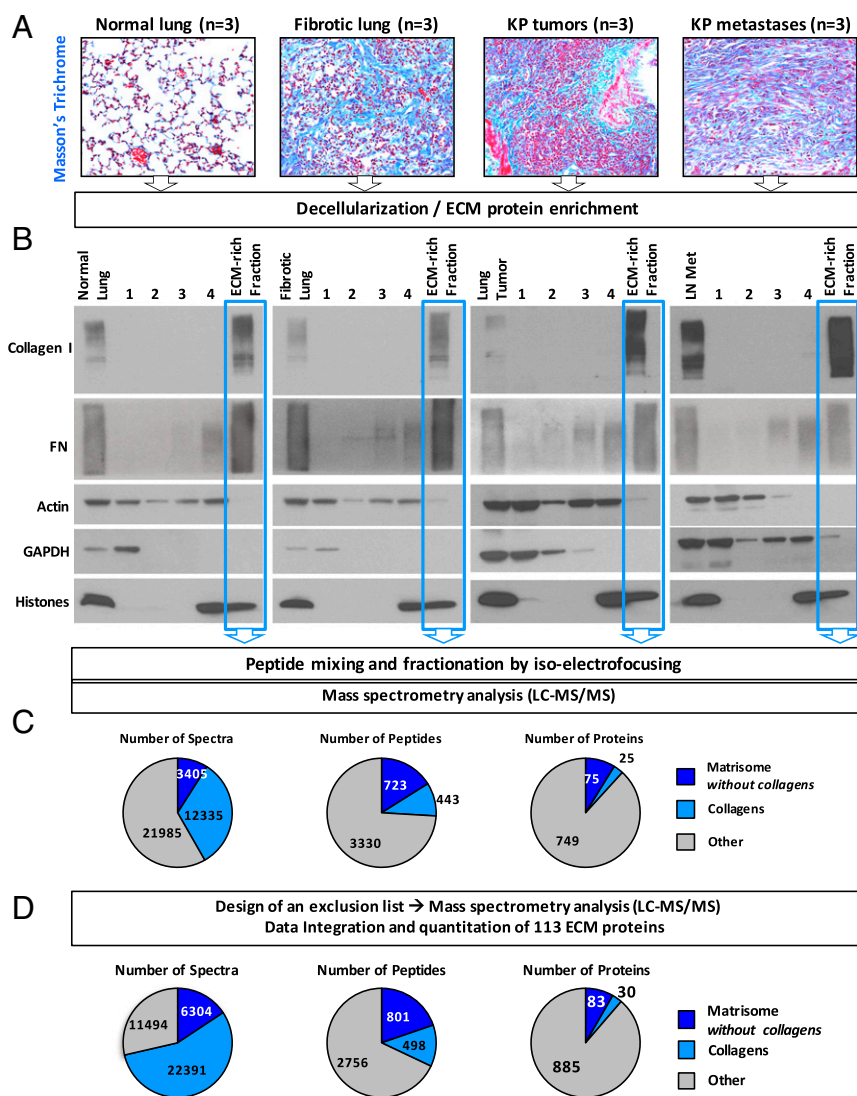 A
Normal lung (n=3)
Fibrotic lung (n=3)
KP tumors (n=3)
KP metastases (n=3)
Masson's Trichrome
Decellularization / ECM protein enrichment
B
Normal
Lung
1
2
3
4
ECM-rich
Fraction
Fibrotic
Lung
1
2
3
4
ECM-rich
Fraction
Lung
Tumor
1
2
3
4
ECM-rich
Fraction
LN Met
1
2
3
4
ECM-rich
Fraction
Collagen I
FN
Actin
GAPDH
Histones
Peptide mixing and fractionation by iso-electrofocusing
Mass spectrometry analysis (LC-MS/MS)
C
Number of Spectra
3405
12335
21985
Number of Peptides
723
443
3330
Number of Proteins
25
75
749
Matrisome
without collagens
Collagens
Other
D
Design of an exclusion list → Mass spectrometry analysis (LC-MS/MS)
Data Integration and quantitation of 113 ECM proteins
Number of Spectra
11494
6304
22391
Number of Peptides
801
498
2756
Number of Proteins
83
30
885
Matrisome
without collagens
Collagens
Other